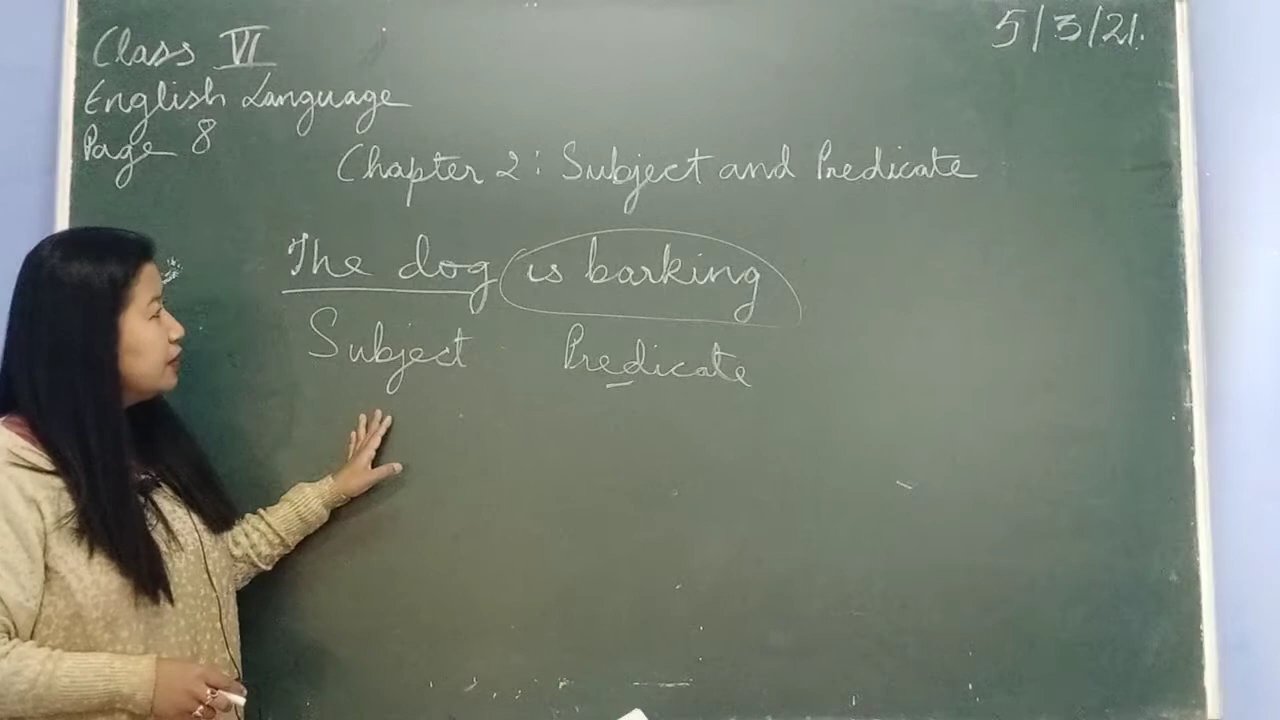 Class VI
English Language
Page 8
5/3/21.
Chapter 2: Subject and Predicate
The dog is barking
Subject Predicate